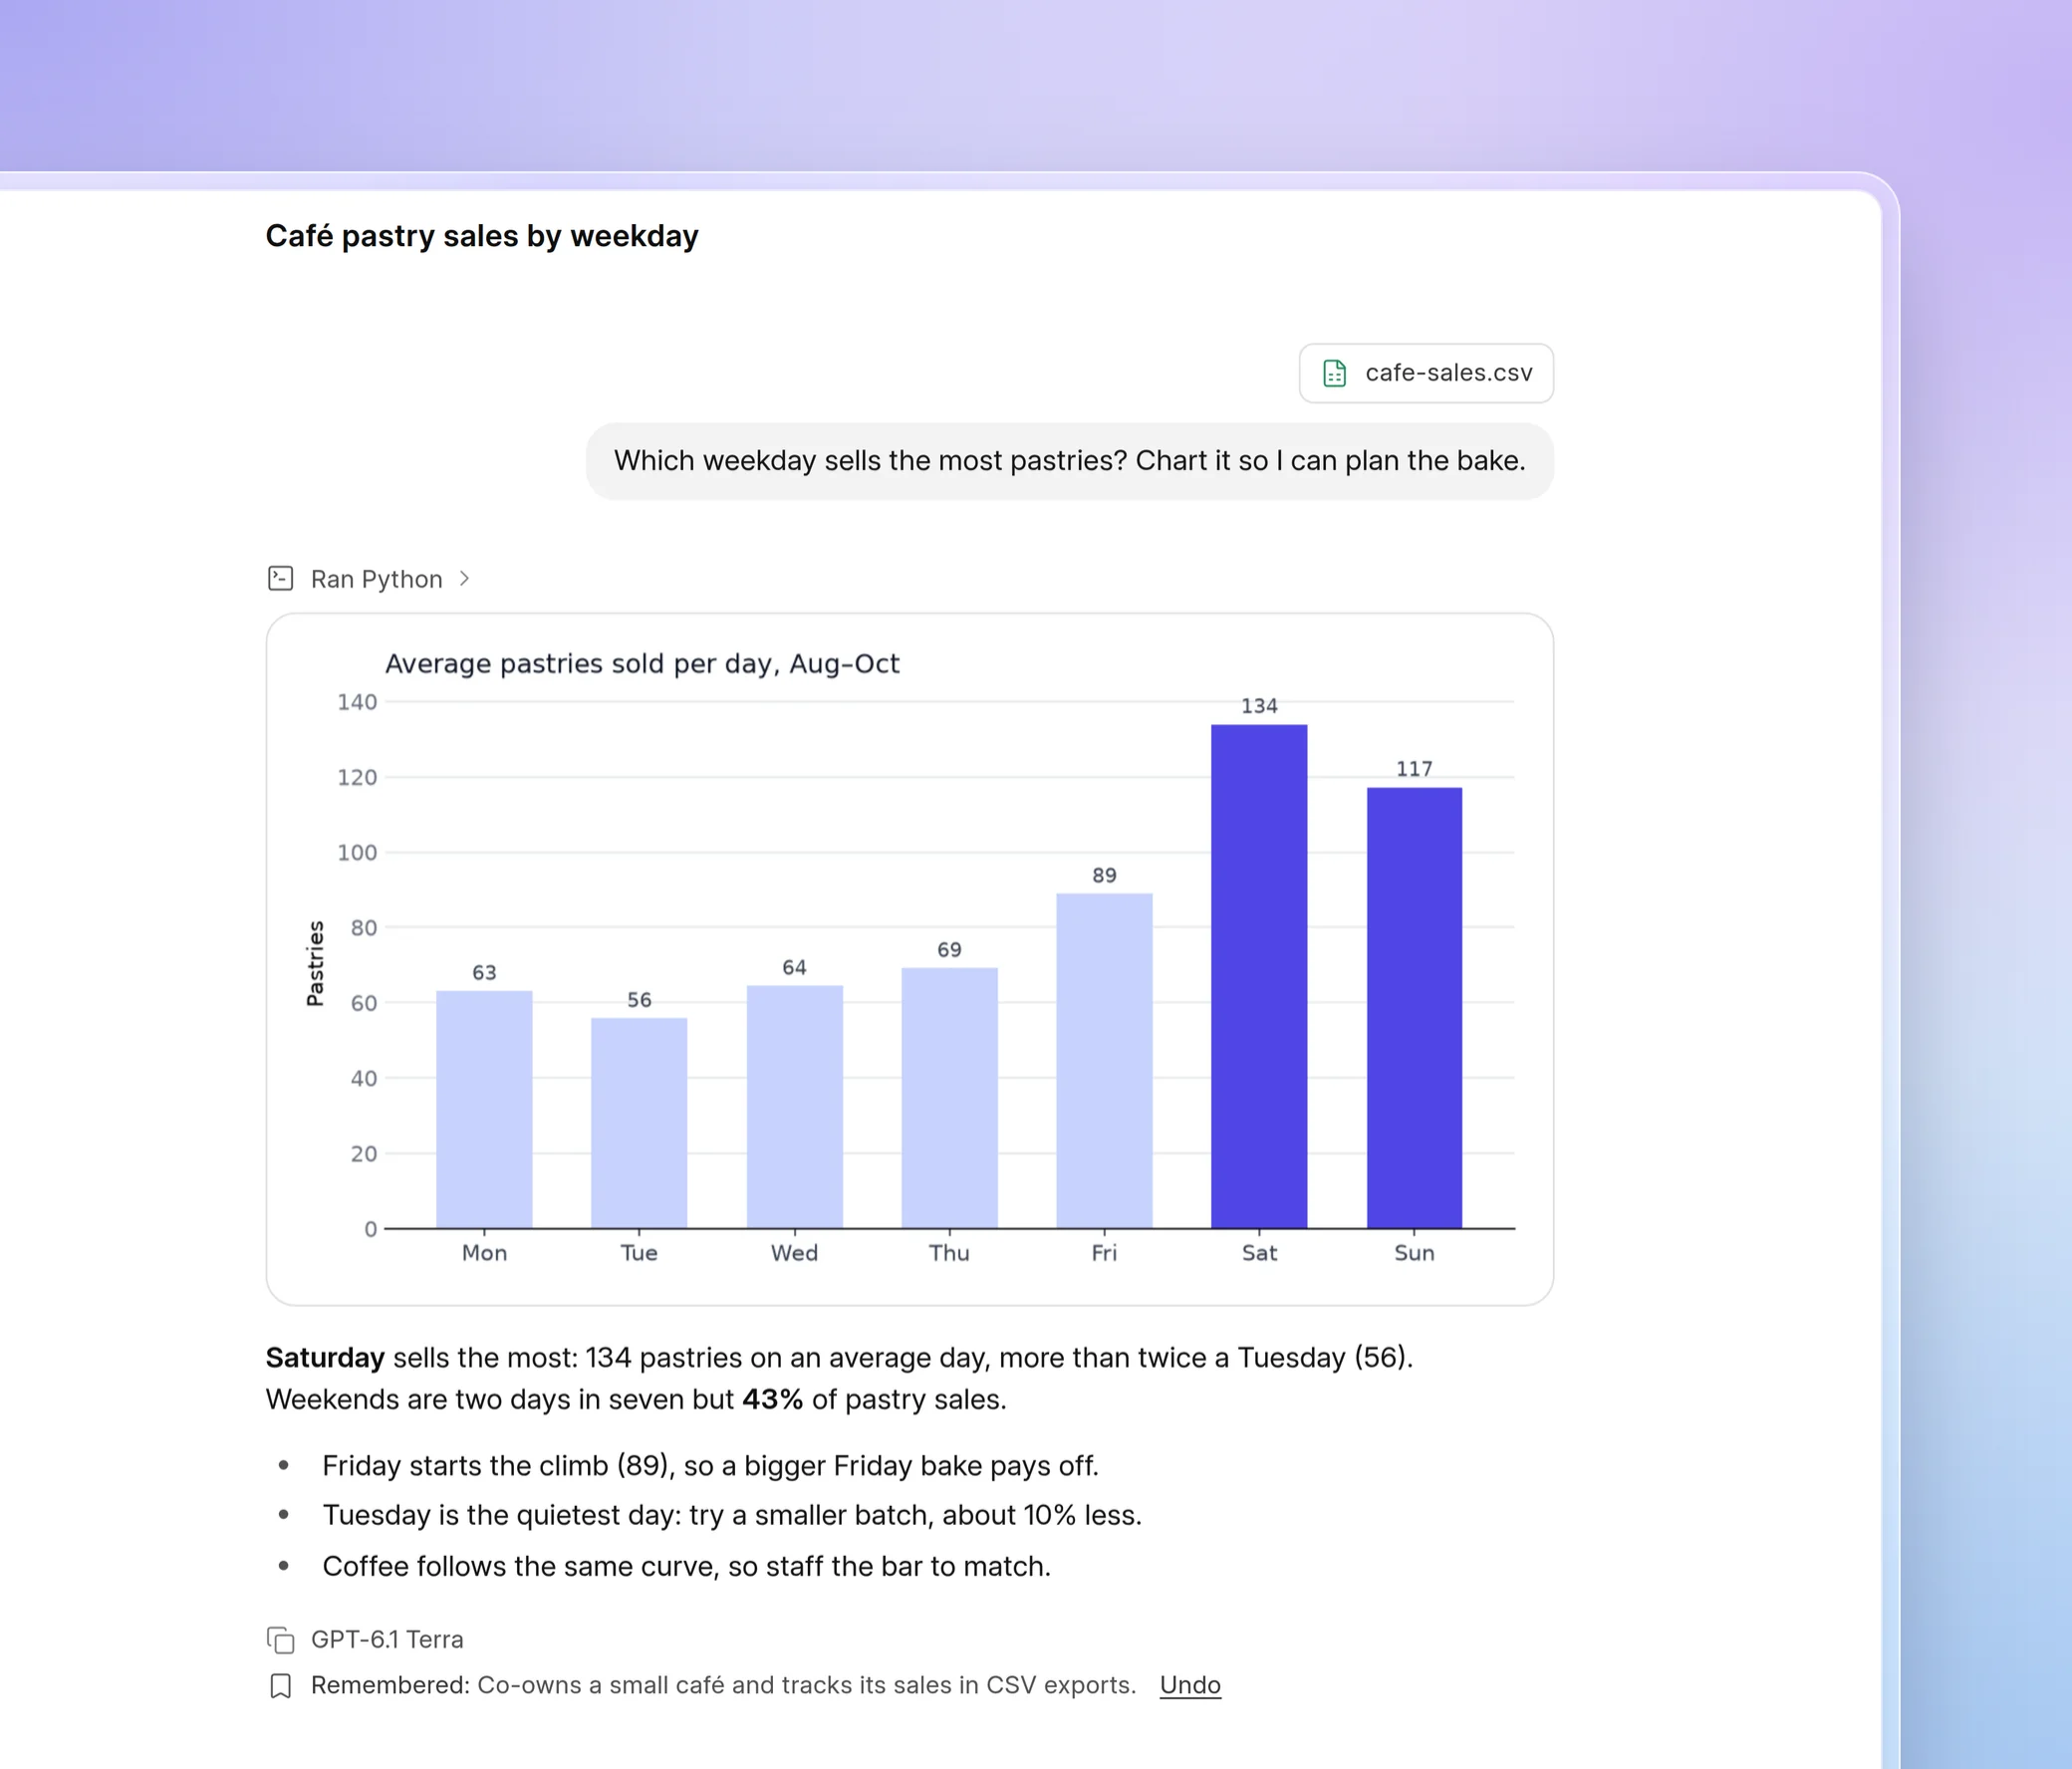 Café pastry sales by weekday
cafe-sales.csv
Which weekday sells the most pastries? Chart it so I can plan the bake.
Ran Python
Average pastries sold per day, Aug–Oct
140
120
100
80
60
40
20
0
Pastries
63
56
64
69
89
134
117
Mon
Tue
Wed
Thu
Fri
Sat
Sun
Saturday sells the most: 134 pastries on an average day, more than twice a Tuesday (56).
Weekends are two days in seven but 43% of pastry sales.
• Friday starts the climb (89), so a bigger Friday bake pays off.
• Tuesday is the quietest day: try a smaller batch, about 10% less.
• Coffee follows the same curve, so staff the bar to match.
GPT-6.1 Terra
Remembered: Co-owns a small café and tracks its sales in CSV exports. Undo